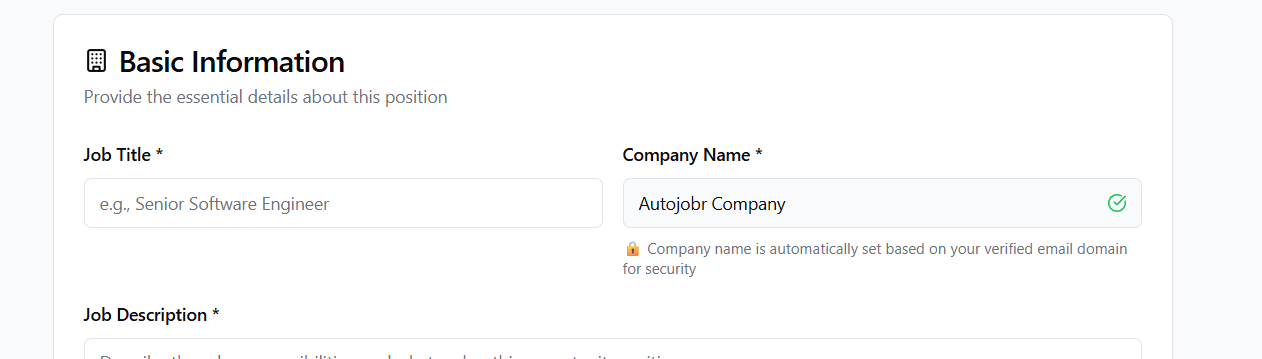 Basic Information
Provide the essential details about this position
Job Title *
Company Name *
e.g., Senior Software Engineer
Autojobr Company
🔒 Company name is automatically set based on your verified email domain
for security
Job Description *